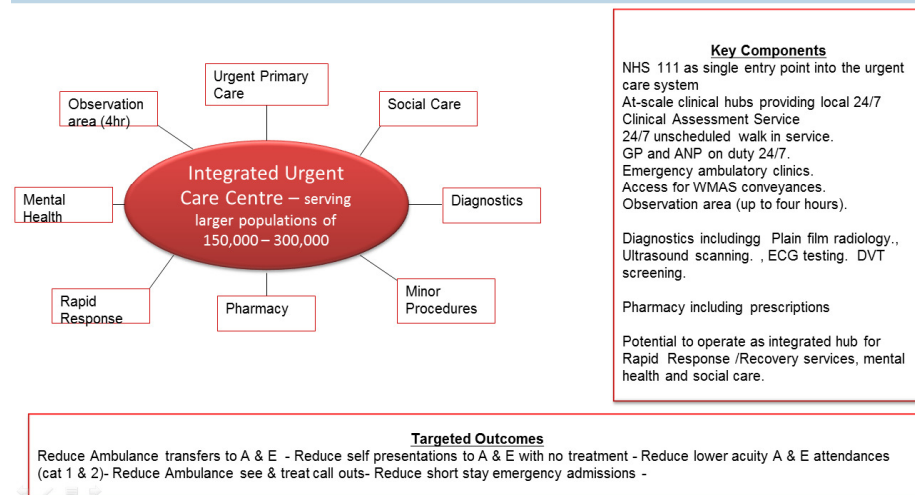 Urgent Primary
Care
Observation
area (4hr)
Social Care
Integrated Urgent
Care Centre – serving
larger populations of
150,000 – 300,000
Mental
Health
Diagnostics
Rapid
Response
Pharmacy
Minor
Procedures
Key Components
NHS 111 as single entry point into the urgent
care system
At-scale clinical hubs providing local 24/7
Clinical Assessment Service
24/7 unscheduled walk in service.
GP and ANP on duty 24/7.
Emergency ambulatory clinics.
Access for WMAS conveyances.
Observation area (up to four hours).
Diagnostics includingg Plain film radiology.,
Ultrasound scanning. , ECG testing. DVT
screening.
Pharmacy including prescriptions
Potential to operate as integrated hub for
Rapid Response /Recovery services, mental
health and social care.
Targeted Outcomes
Reduce Ambulance transfers to A & E - Reduce self presentations to A & E with no treatment - Reduce lower acuity A & E attendances
(cat 1 & 2)- Reduce Ambulance see & treat call outs- Reduce short stay emergency admissions -